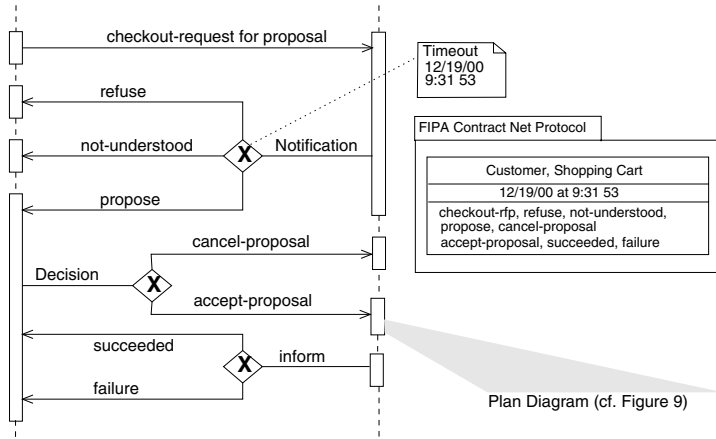 checkout-request for proposal
Timeout
12/19/00
9:31 53
refuse
FIPA Contract Net Protocol
not-understood
X
Notification
Customer, Shopping Cart
12/19/00 at 9:31 53
checkout-rfp, refuse, not-understood,
propose, cancel-proposal
accept-proposal, succeeded, failure
propose
cancel-proposal
Decision
X
accept-proposal
succeeded
X
inform
failure
Plan Diagram (cf. Figure 9)